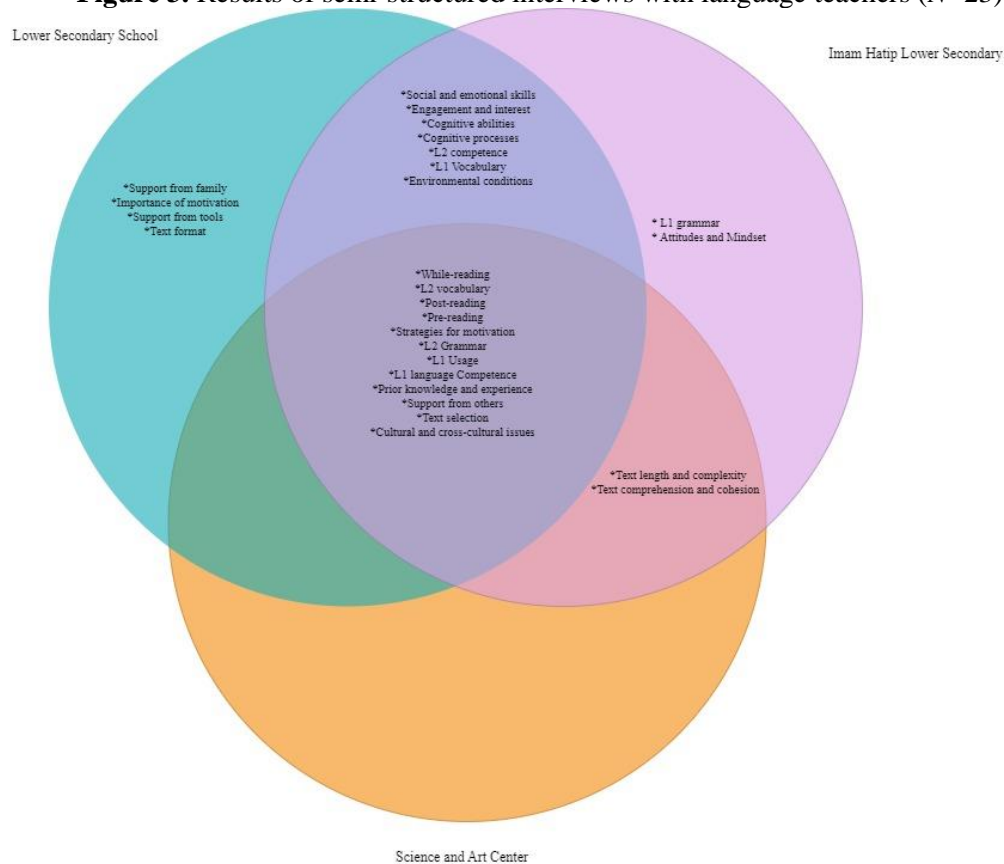 Figure 3. Results of semi-structured interviews with language teachers (N=25)
Lower Secondary School
Imam Hatip Lower Secondary
*Social and emotional skills
*Engagement and interest
*Cognitive abilities
*Cognitive processes
*L2 competence
*L1 Vocabulary
*Environmental conditions
*Support from family
*Importance of motivation
*Support from tools
*Text format
* L1 grammar
* Attitudes and Mindset
*While-reading
*L2 vocabulary
*Post-reading
*Pre-reading
*Strategies for motivation
*L2 Grammar
*L1 Usage
*L1 language Competence
*Prior knowledge and experience
*Support from others
*Text selection
*Cultural and cross-cultural issues
*Text length and complexity
*Text comprehension and cohesion
Science and Art Center